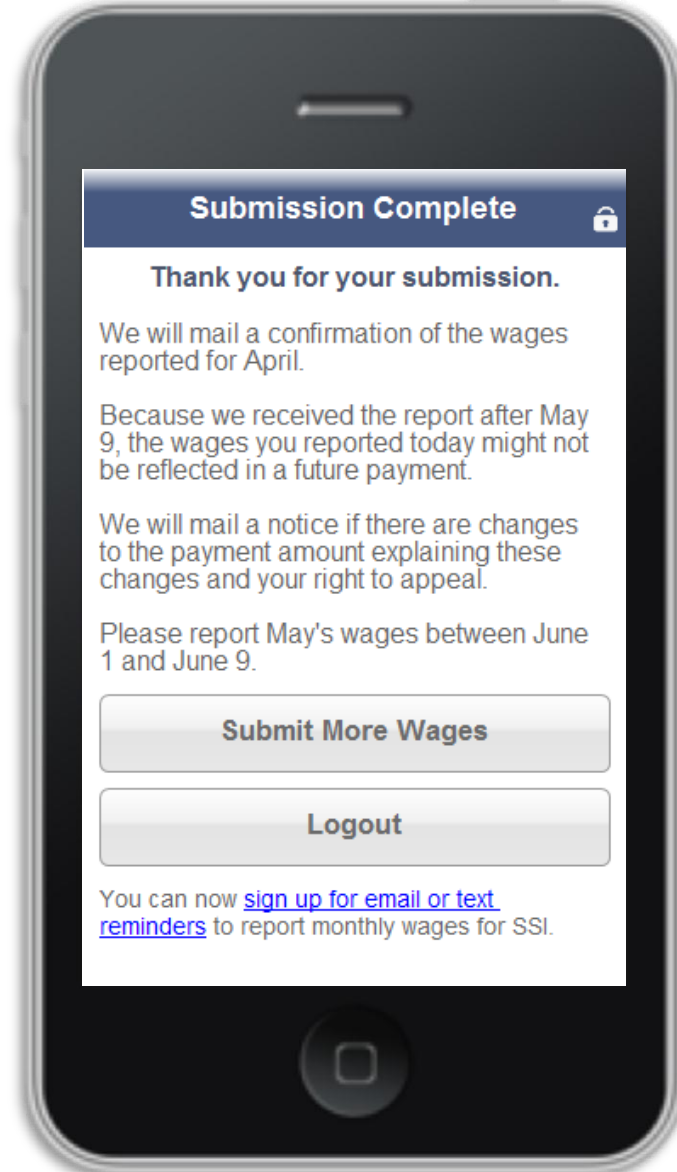 Submission Complete
Thank you for your submission.
We will mail a confirmation of the wages
reported for April.
Because we received the report after May
9, the wages you reported today might not
be reflected in a future payment.
We will mail a notice if there are changes
to the payment amount explaining these
changes and your right to appeal.
Please report May's wages between June
1 and June 9.
Submit More Wages
Logout
You can now sign up for email or text
reminders to report monthly wages for SSI.